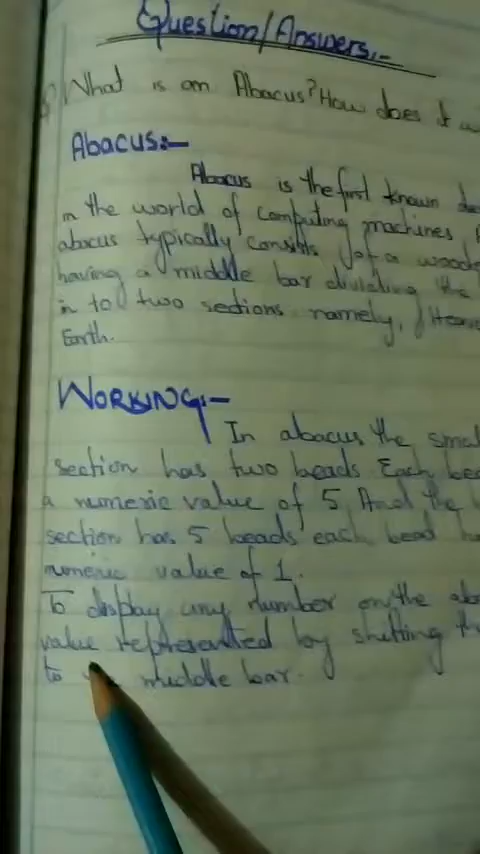 Question/Answers:-
What is an Abacus? How does it
Abacus:-
Abacus is the first known
in the world of computing machines
abacus typically consists of a
having a middle bar dividing the
in to two sections namely,
Earth.
WORKING:-
In abacus the
section has two beads Each
a numeric value of 5 And the
section has 5 beads each bead
numeric value of 1.
To display any number on the
value represented by shifting
to middle bar.